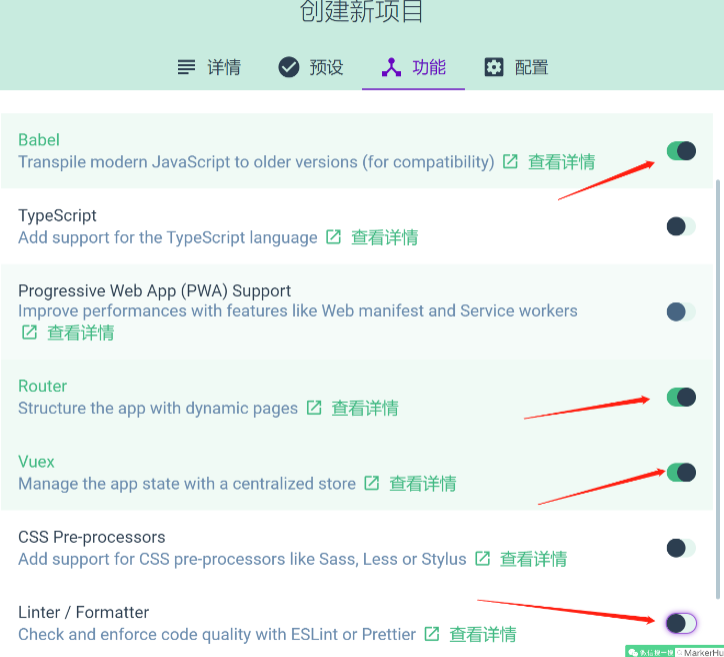 创建新项目
详情 预设 功能 配置
Babel
Transpile modern JavaScript to older versions (for compatibility) 查看详情
TypeScript
Add support for the TypeScript language 查看详情
Progressive Web App (PWA) Support
Improve performances with features like Web manifest and Service workers
查看详情
Router
Structure the app with dynamic pages 查看详情
Vuex
Manage the app state with a centralized store 查看详情
CSS Pre-processors
Add support for CSS pre-processors like Sass, Less or Stylus 查看详情
Linter / Formatter
Check and enforce code quality with ESLint or Prettier 查看详情
微信搜一搜 MarkerHu